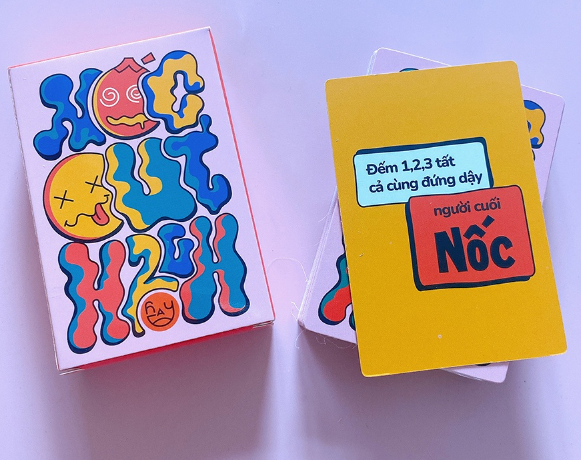 NỐC
OUT
Đếm 1,2,3 tất
cả cùng đứng dậy
người cuối
Nốc